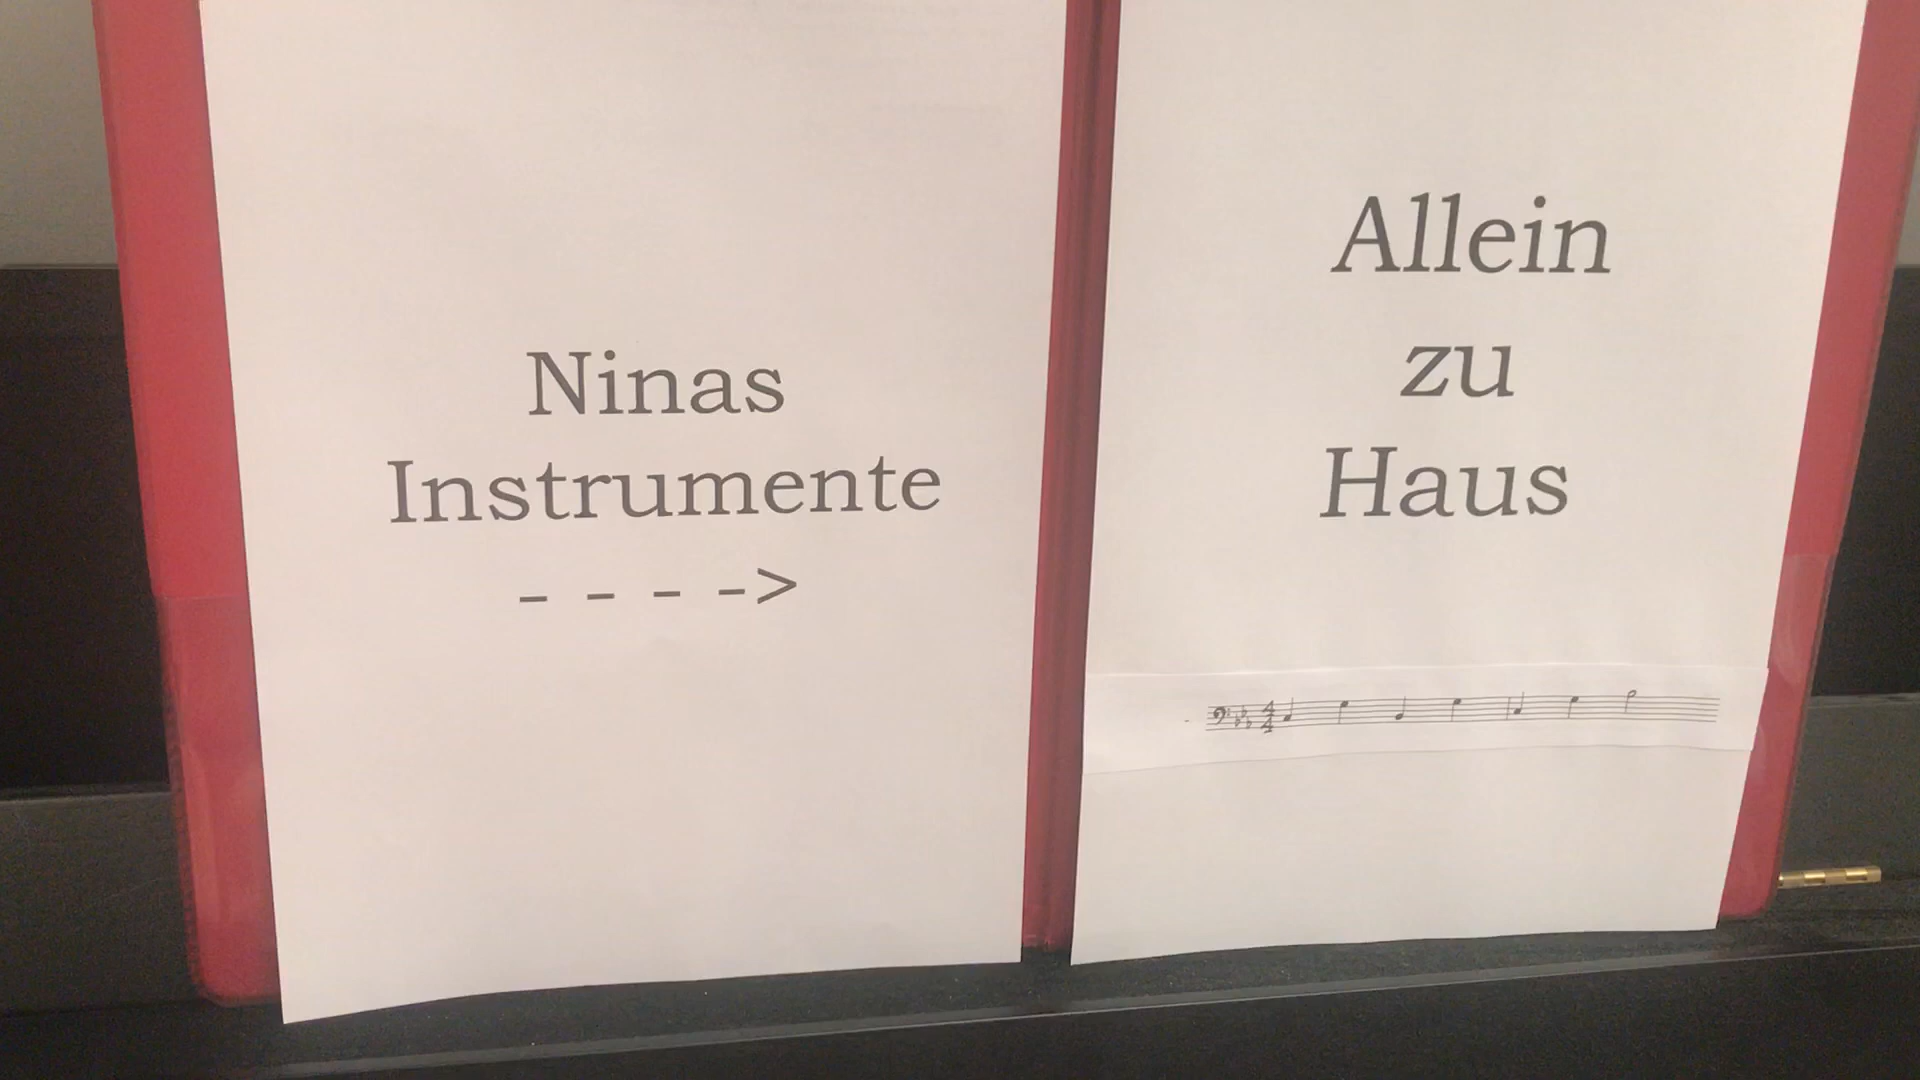 Ninas
Instrumente
- - - ->
Allein
zu
Haus